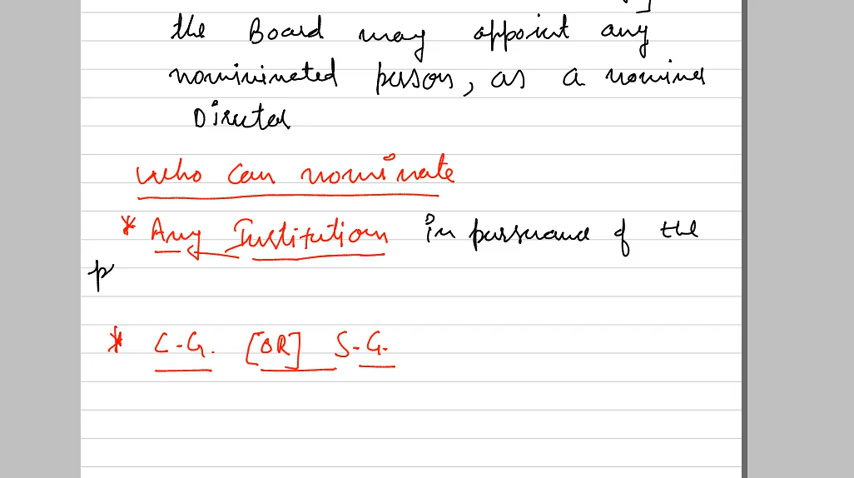 the Board may appoint any
nomininated person, as a nominee
Director
who can nominate
* Any Institution in pursuance of the
p
* C.G. [OR] S.G.